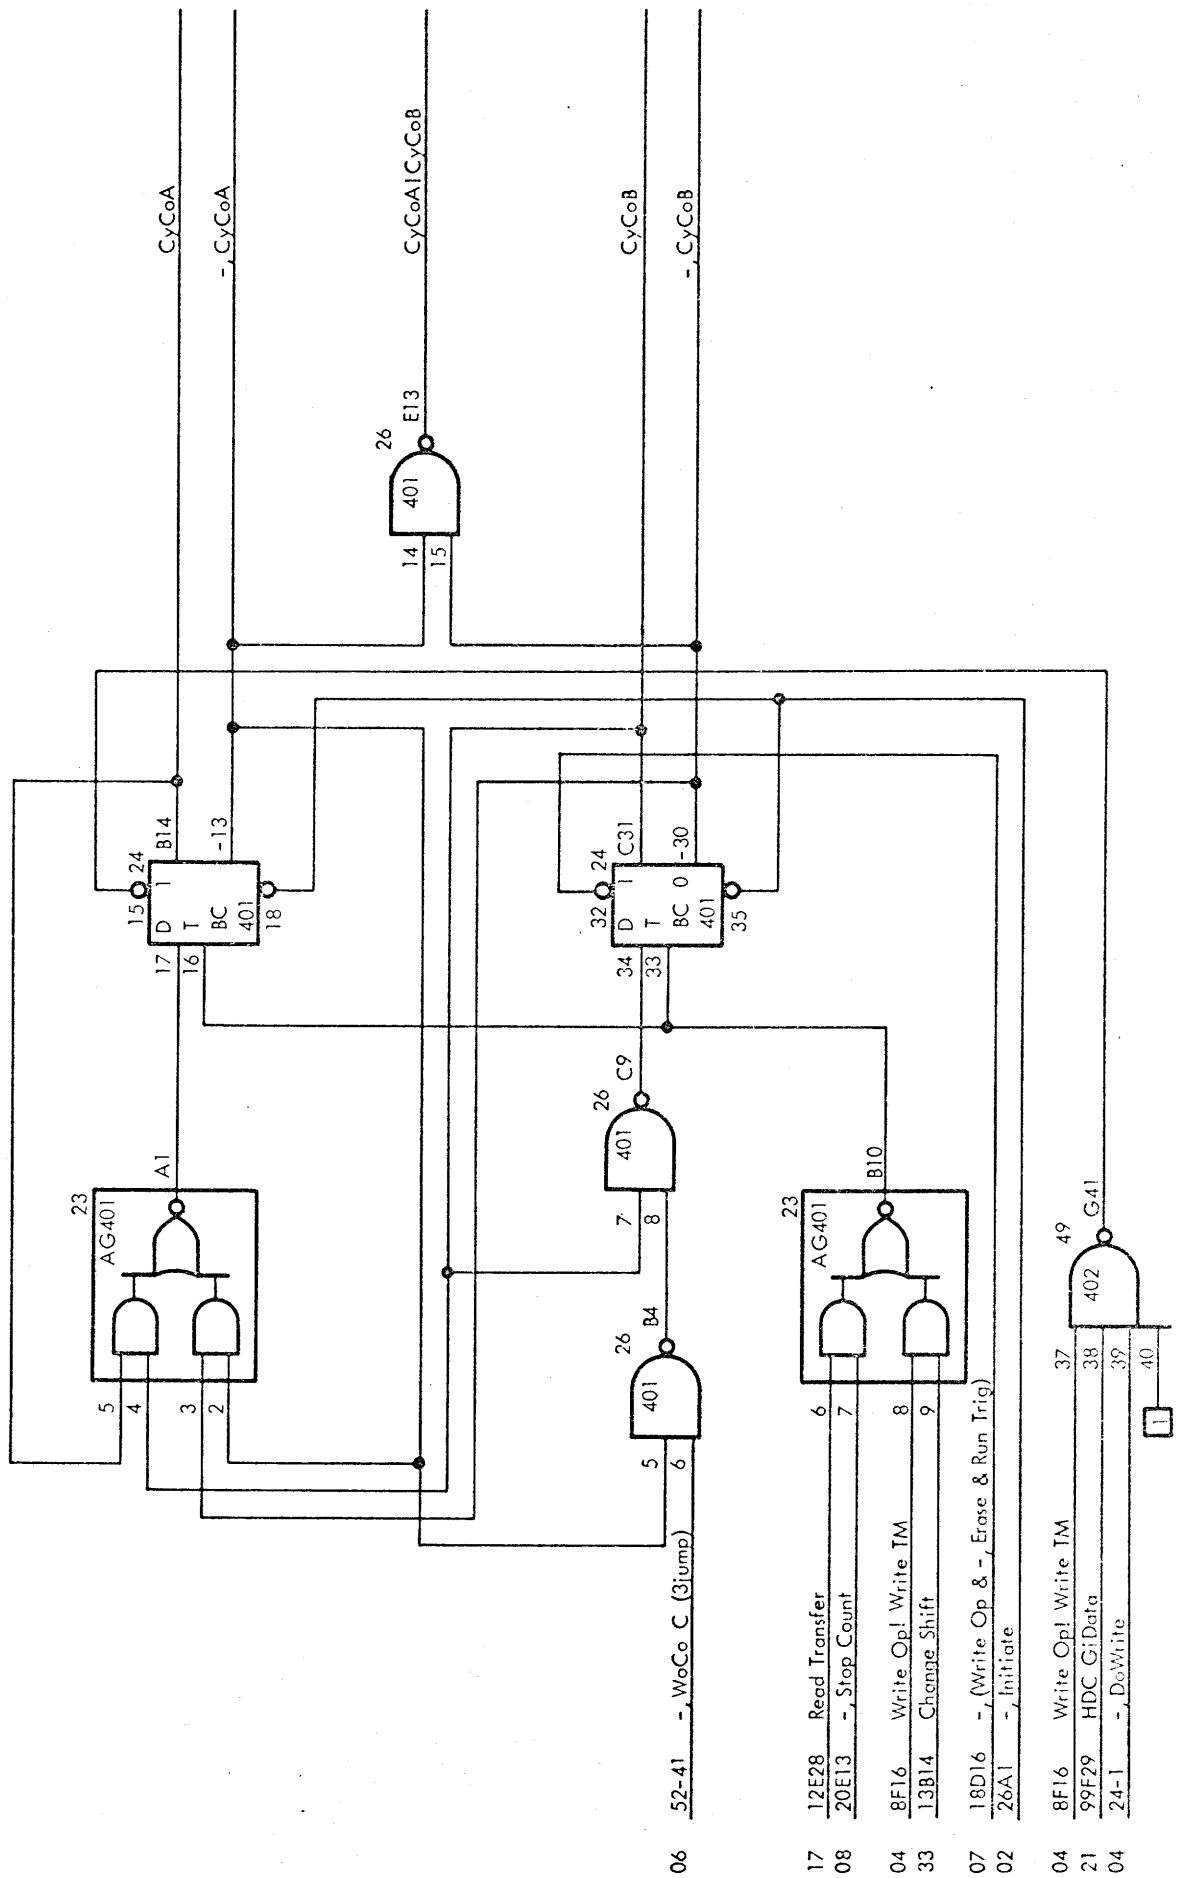 CyCoA
-,CyCoA
CyCoA!CyCoB
CyCoB
-,CyCoB
26
E13
401
14
15
15
24
B14
D
1
17
16
T
BC
-13
401
18
32
24
C31
D
1
34
33
T
BC
0
-30
401
35
23
A1
AG401
5
4
3
2
26
C9
401
7
8
26
B4
401
5
6
23
B10
AG401
6
7
8
9
49
G41
402
37
38
39
40
1
06 52-41 -,WoCo C (3jump)
17 12E28 Read Transfer
08 20E13 -,Stop Count
04 8F16 Write Op! Write TM
33 13B14 Change Shift
07 18D16 -,(Write Op & -,Erase & Run Trig)
02 26A1 -,Initiate
04 8F16 Write Op! Write TM
21 99F29 HDC GiData
04 24-1 -,DoWrite